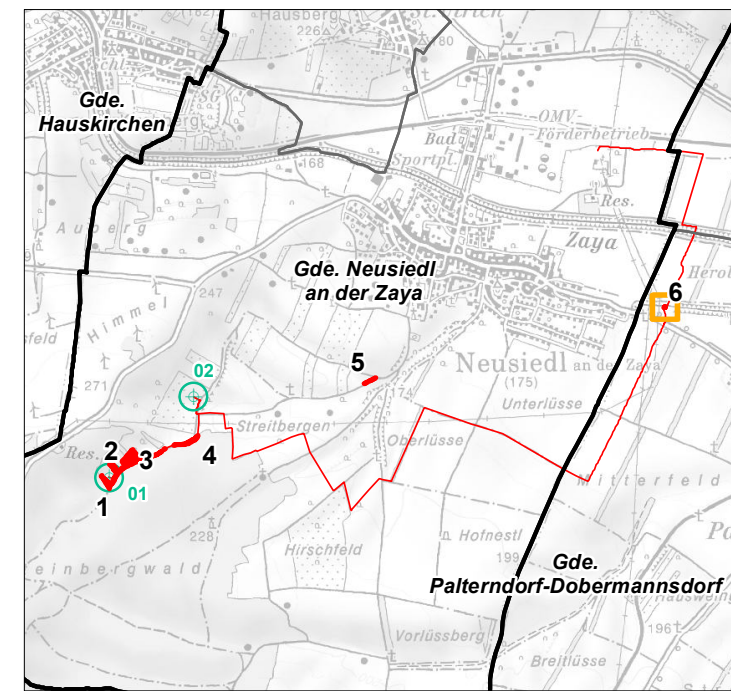 Hausberg
226
180
Gde.
Hauskirchen
OMV-
Förderbetrieb
Bad
Sportpl.
168
Res.
Auberg
Zaya
Gde. Neusiedl
an der Zaya
247
Himmel
6
5
02
Neusiedl an der Zaya
(175)
271
174
Unterlüsse
Streitbergen
Oberlüsse
Res.
2
3
4
Mitterfeld
01
1
228
Hofnestl
Hirschfeld
199
Gde.
Palterndorf-Dobermannsdorf
einbergwald
196
Vorlüssberg
Breitlüsse